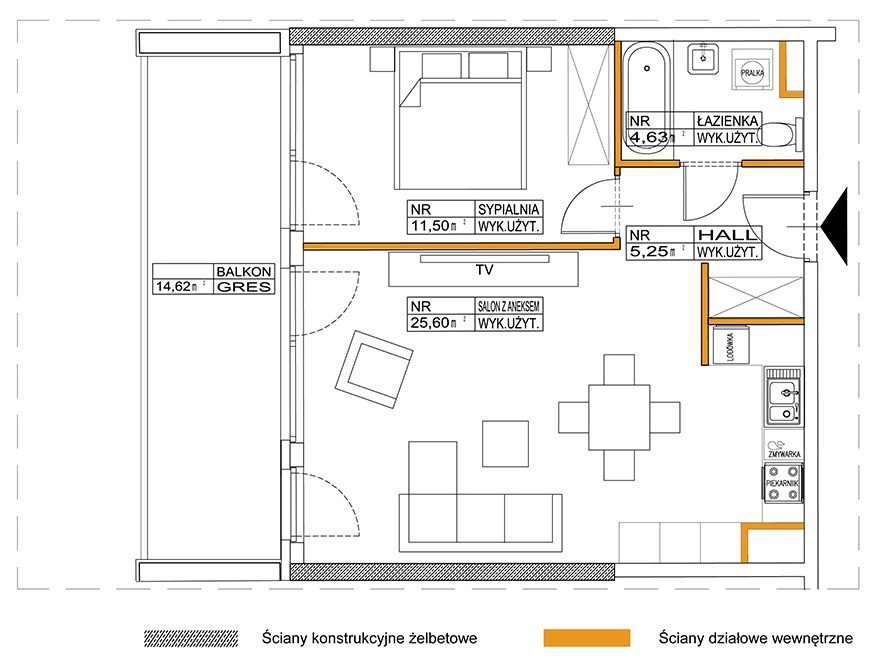 PRALKA
NR ŁAZIENKA
4,63m² WYK.UŻYT.
NR SYPIALNIA
11,50m² WYK.UŻYT.
NR HALL
5,25m² WYK.UŻYT.
BALKON
14,62m² GRES
TV
NR SALON Z ANEKSEM
25,60m² WYK.UŻYT.
LODÓWKA
ZMYWARKA
PIEKARNIK
Ściany konstrukcyjne żelbetowe
Ściany działowe wewnętrzne